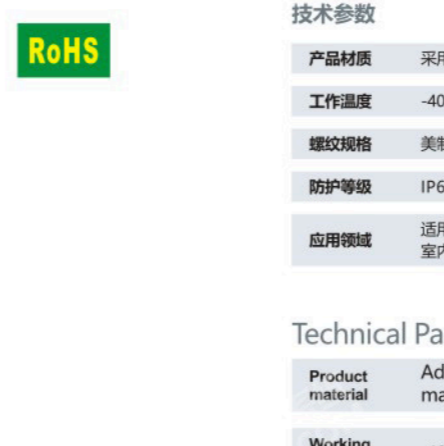 RoHS
技术参数
产品材质 采用
工作温度 -40
螺纹规格 美制
防护等级 IP6
应用领域 适用
室内
Technical Pa
Product Ad
material ma
Working